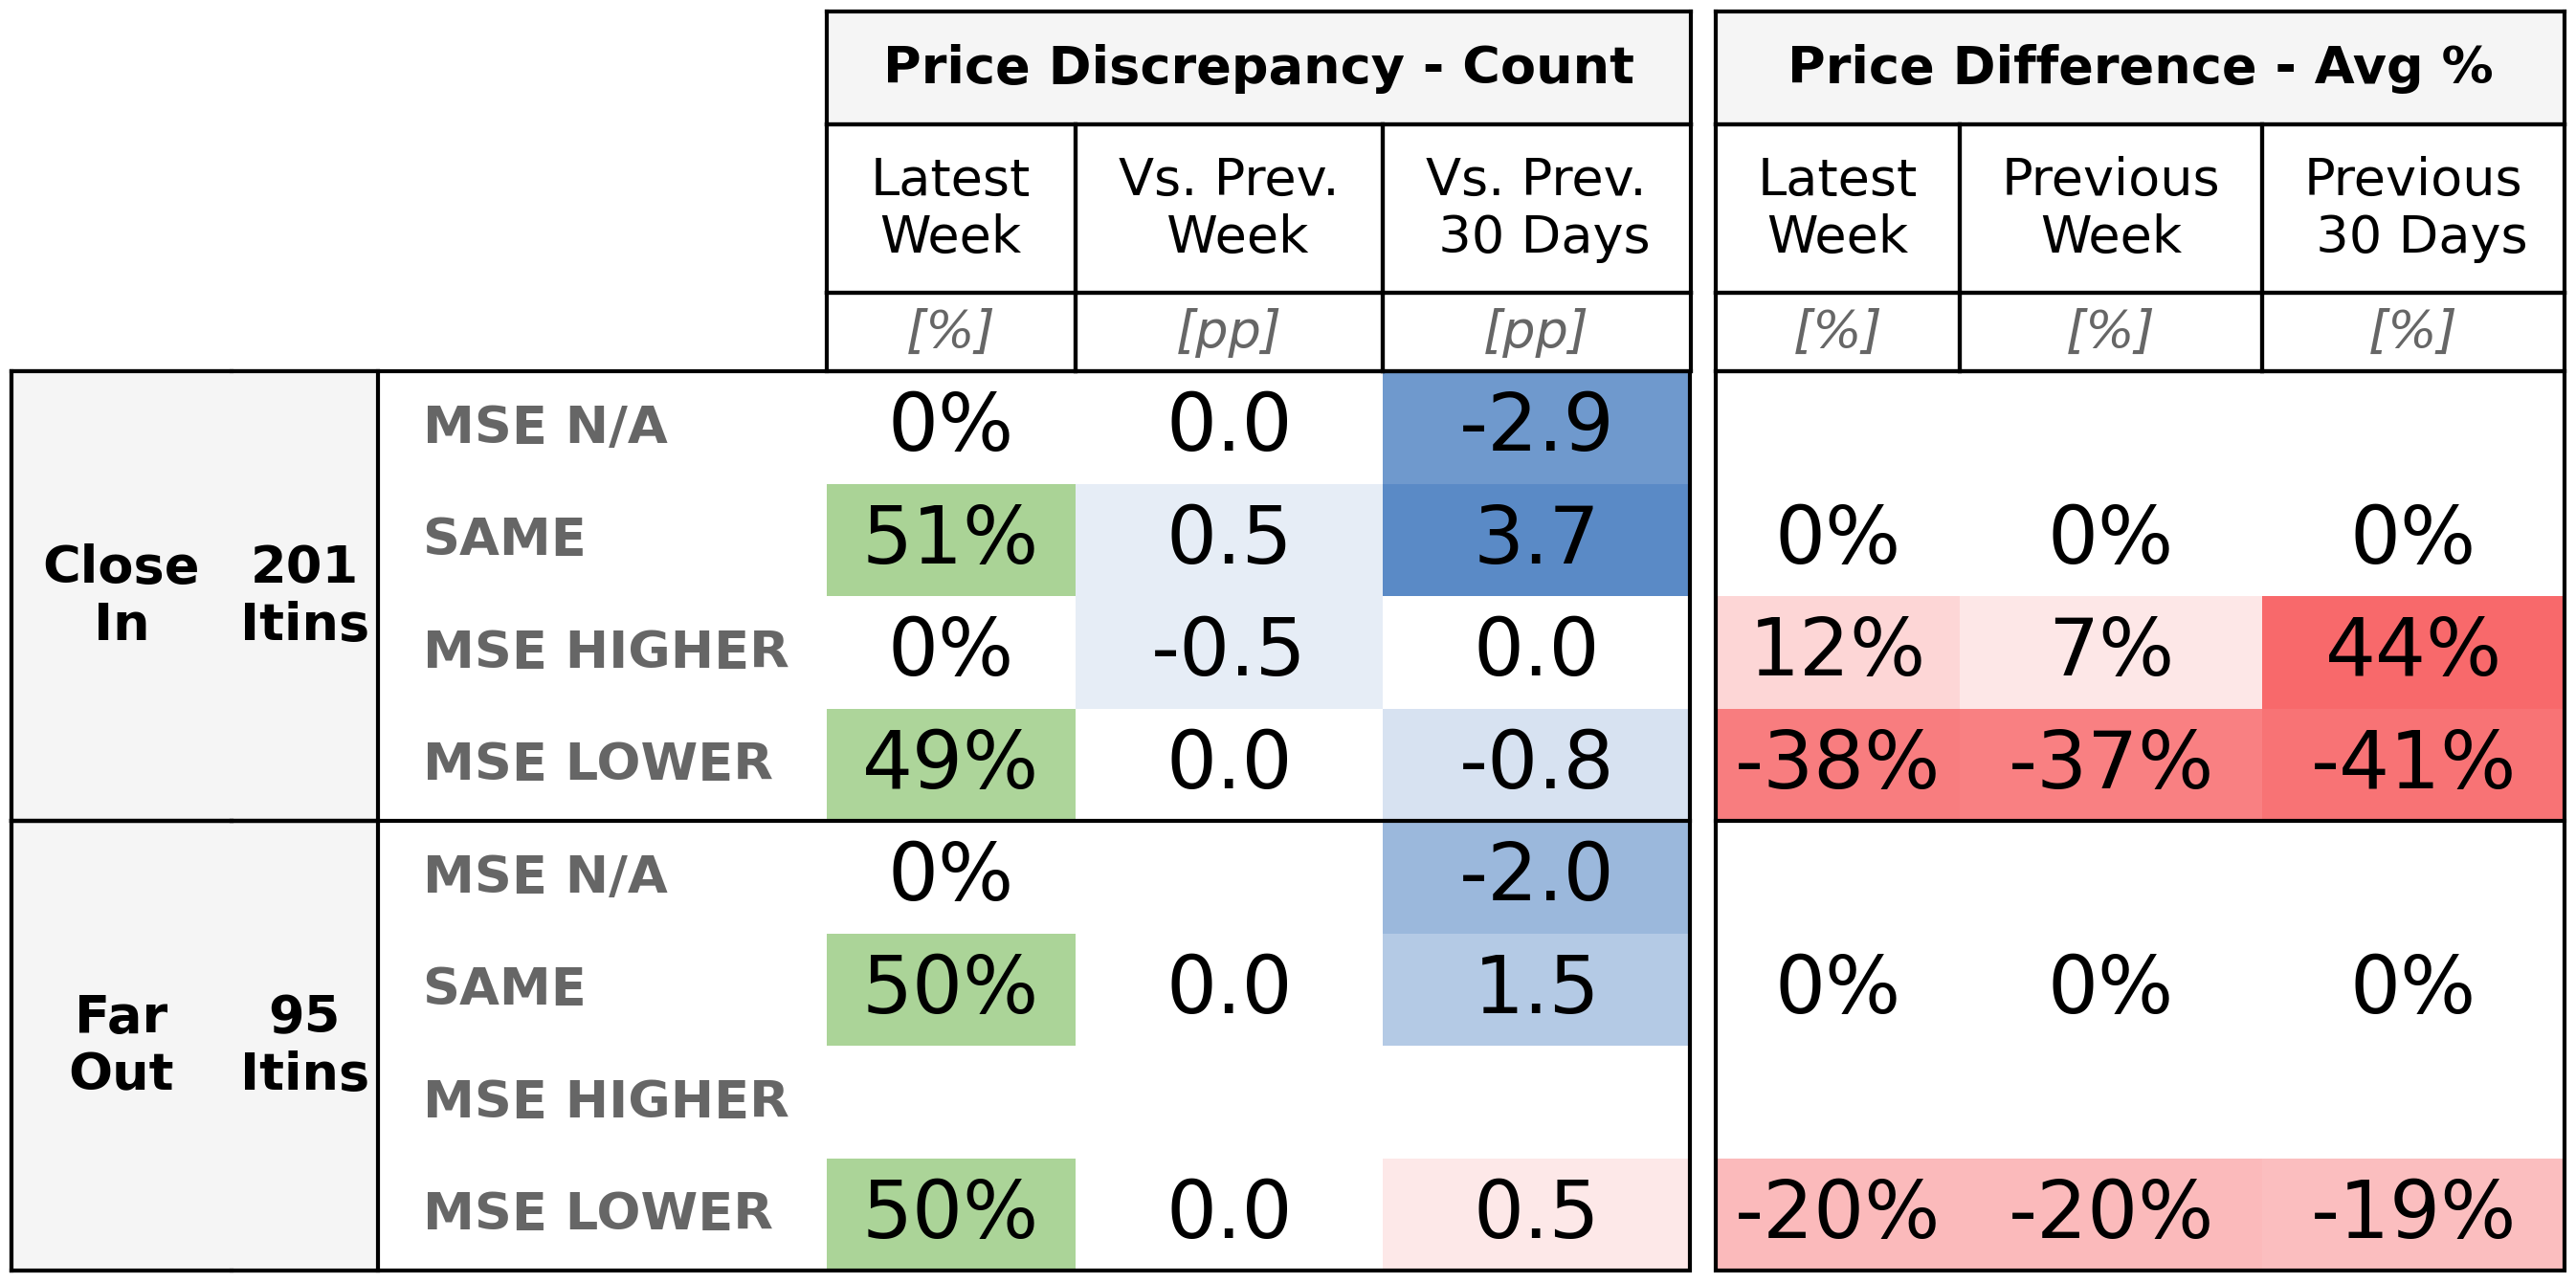 Price Discrepancy - Count Price Difference - Avg %
Latest Vs. Prev. Vs. Prev. Latest Previous Previous
Week Week 30 Days Week Week 30 Days
[%] [pp] [pp] [%] [%] [%]
Close In 201 Itins
MSE N/A 0% 0.0 -2.9
SAME 51% 0.5 3.7 0% 0% 0%
MSE HIGHER 0% -0.5 0.0 12% 7% 44%
MSE LOWER 49% 0.0 -0.8 -38% -37% -41%
Far Out 95 Itins
MSE N/A 0% -2.0
SAME 50% 0.0 1.5 0% 0% 0%
MSE HIGHER
MSE LOWER 50% 0.0 0.5 -20% -20% -19%